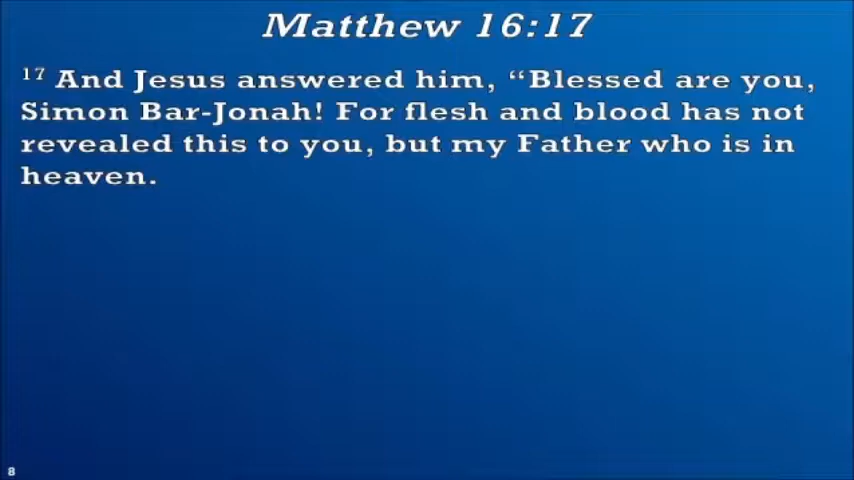 Matthew 16:17
17 And Jesus answered him, “Blessed are you,
Simon Bar-Jonah! For flesh and blood has not
revealed this to you, but my Father who is in
heaven.
8